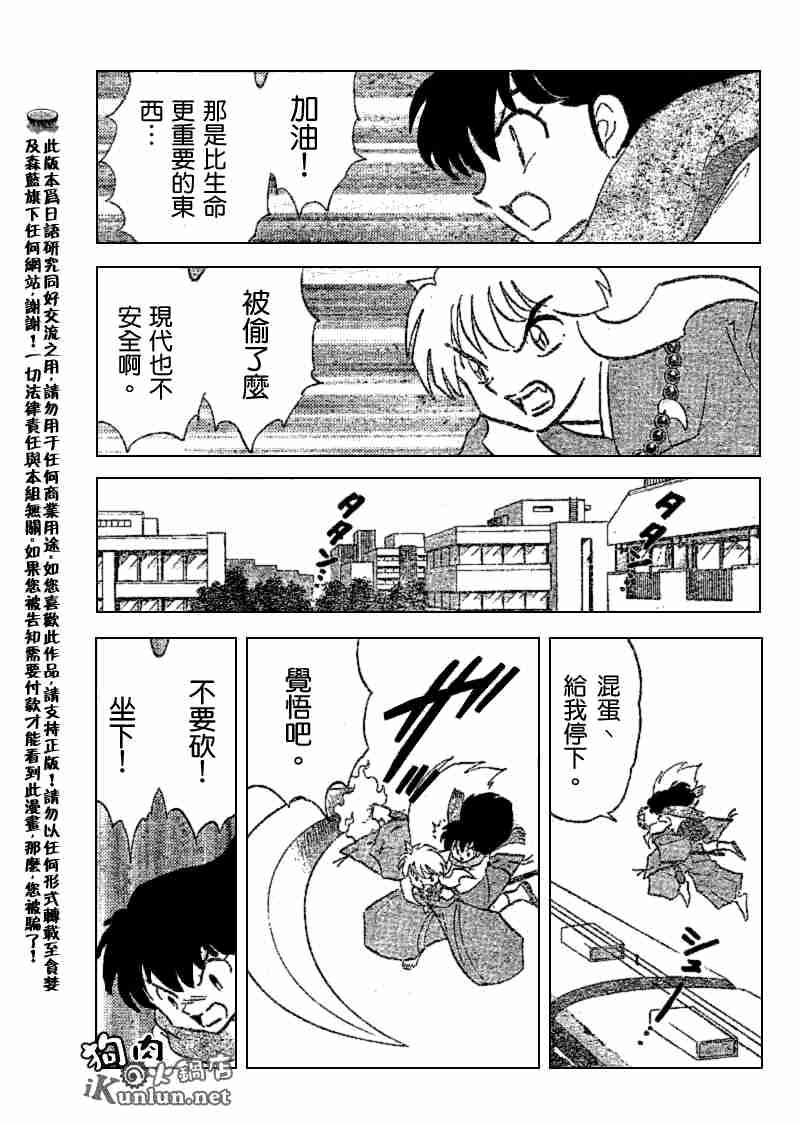 加油！
那是比生命
更重要的東
西…
被偷了麼
現代也不
安全啊。
タタタ
タタン…
混蛋、
給我停下。
ジュ
覺悟吧。
不要砍！
坐下！
此版本爲日語研究同好交流之用，請勿用于任何商業用途。如您喜歡此作品，請支持正版！請勿以任何形式轉載至貪婪
及森藍旗下任何網站，謝謝！一切法律責任與本組無關。如果您被告知需要付款才能看到此漫畫，那麼，您被騙了！
狗肉火鍋店
iKunlun.net